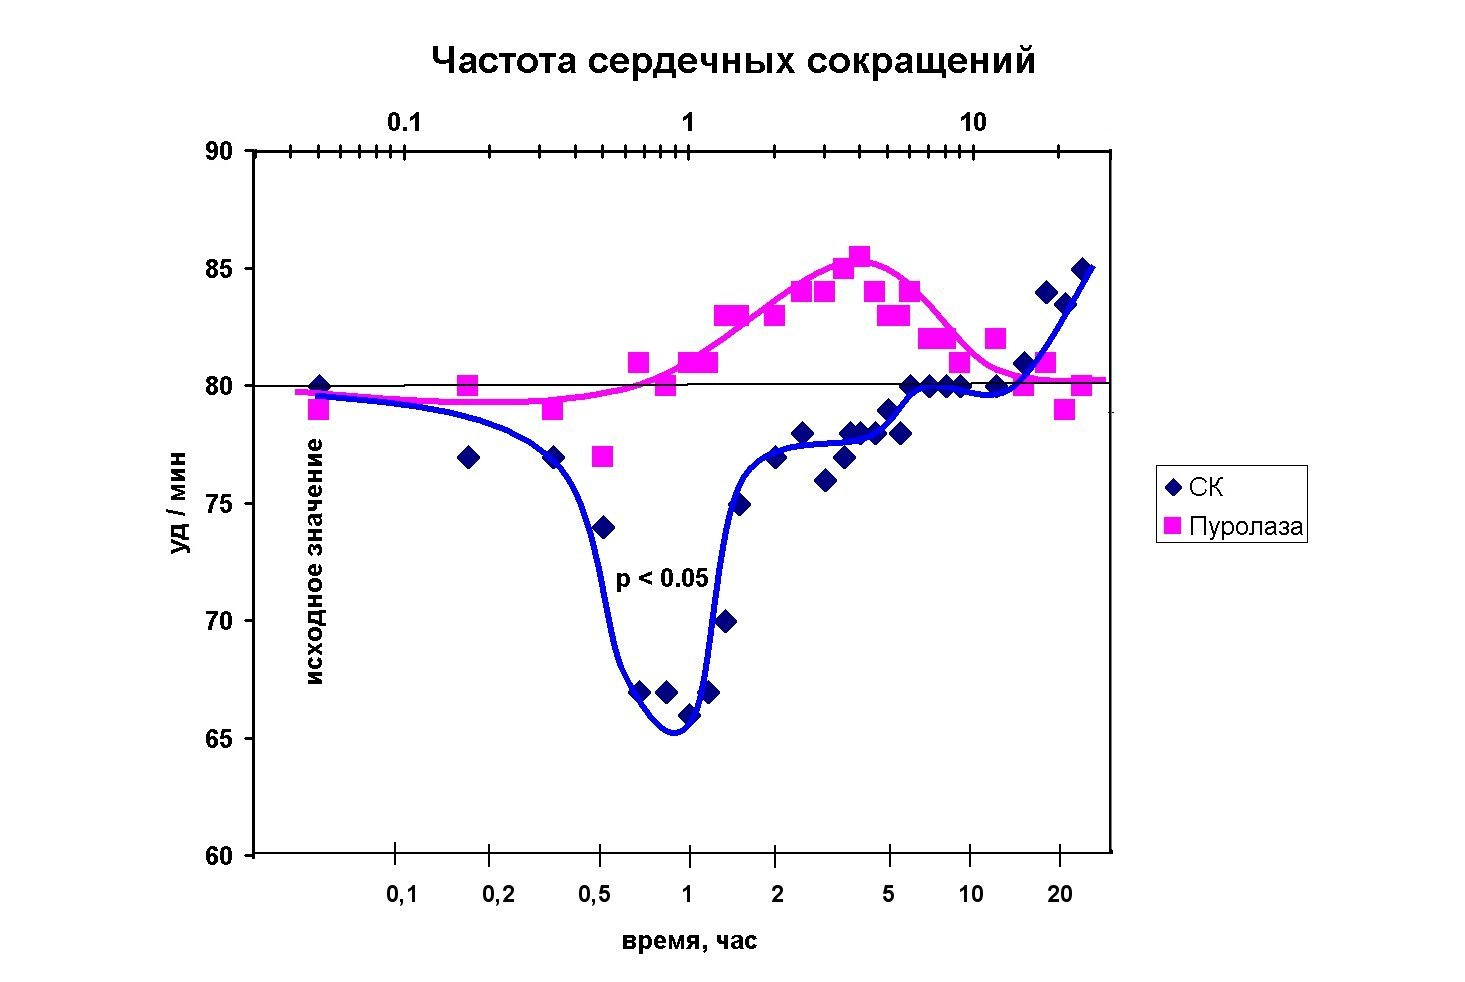 Частота сердечных сокращений
0.1 1 10
90
85
80
75
70
65
60
уд / мин
исходное значение
p < 0.05
СК
Пуролаза
0,1 0,2 0,5 1 2 5 10 20
время, час